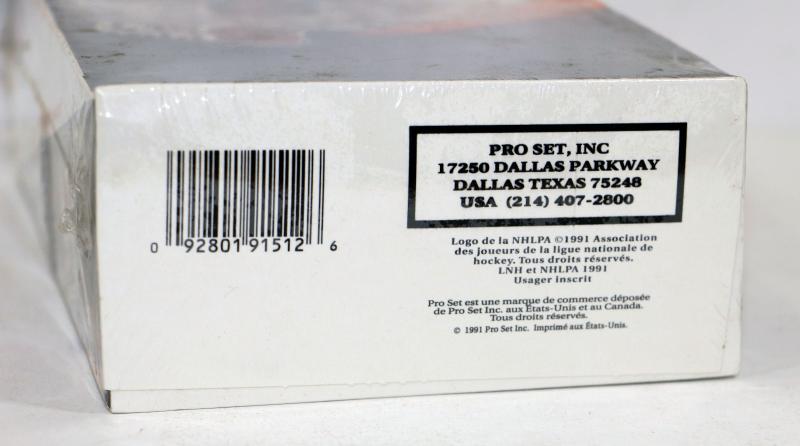 PRO SET, INC
17250 DALLAS PARKWAY
DALLAS TEXAS 75248
USA (214) 407-2800
0 92801 91512 6
Logo de la NHLPA ©1991 Association
des joueurs de la ligue nationale de
hockey. Tous droits réservés.
LNH et NHLPA 1991
Usager inscrit
Pro Set est une marque de commerce déposée
de Pro Set Inc. aux États-Unis et au Canada.
Tous droits réservés.
© 1991 Pro Set Inc. Imprimé aux États-Unis.